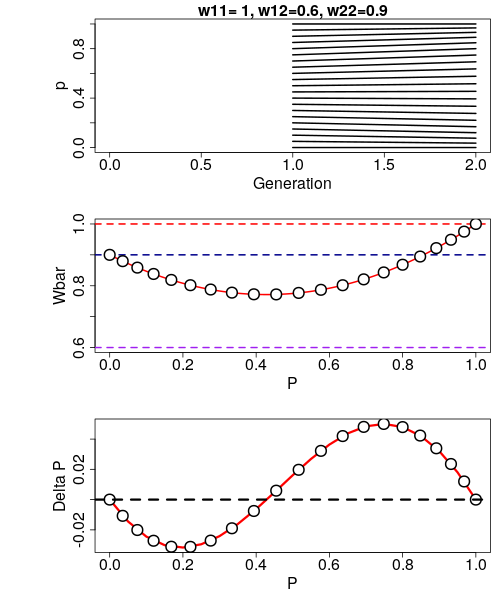 w11= 1, w12=0.6, w22=0.9
p
0.8
0.4
0.0
0.0 0.5 1.0 1.5 2.0
Generation
Wbar
1.0
0.8
0.6
0.0 0.2 0.4 0.6 0.8 1.0
P
Delta P
0.02
-0.02
0.0 0.2 0.4 0.6 0.8 1.0
P